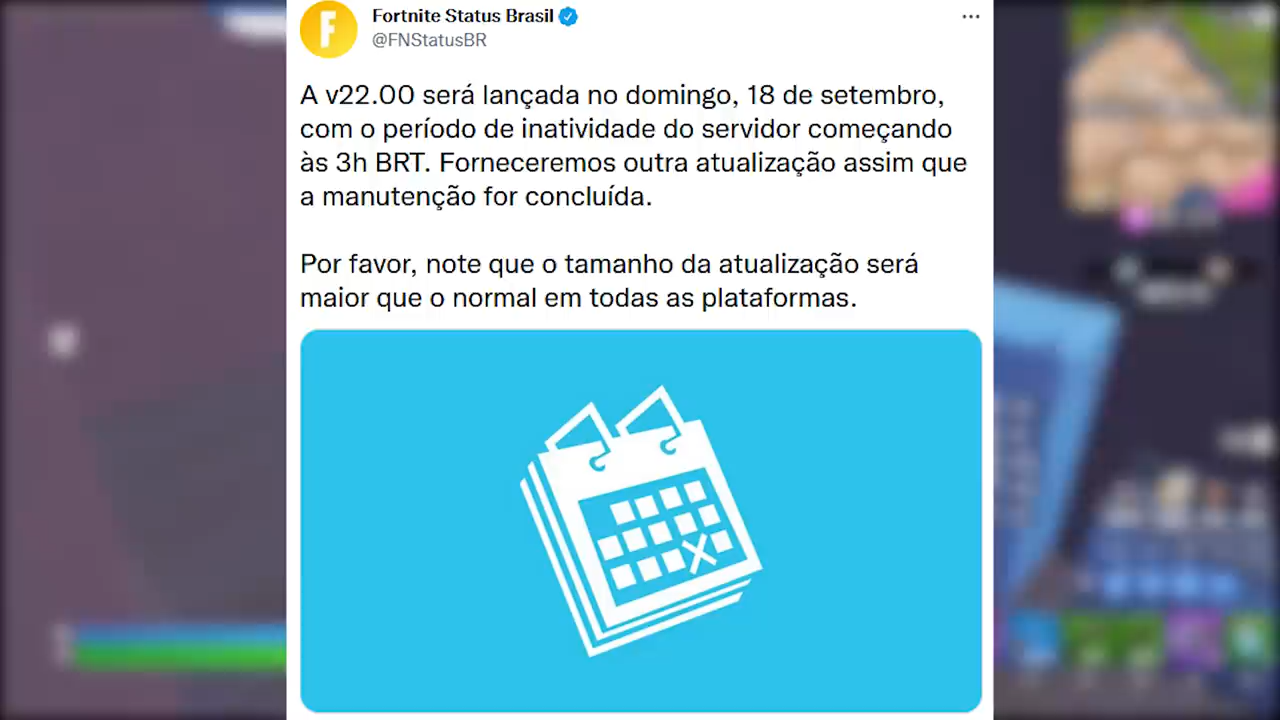 Fortnite Status Brasil
@FNStatusBR
A v22.00 será lançada no domingo, 18 de setembro,
com o período de inatividade do servidor começando
às 3h BRT. Forneceremos outra atualização assim que
a manutenção for concluída.
Por favor, note que o tamanho da atualização será
maior que o normal em todas as plataformas.